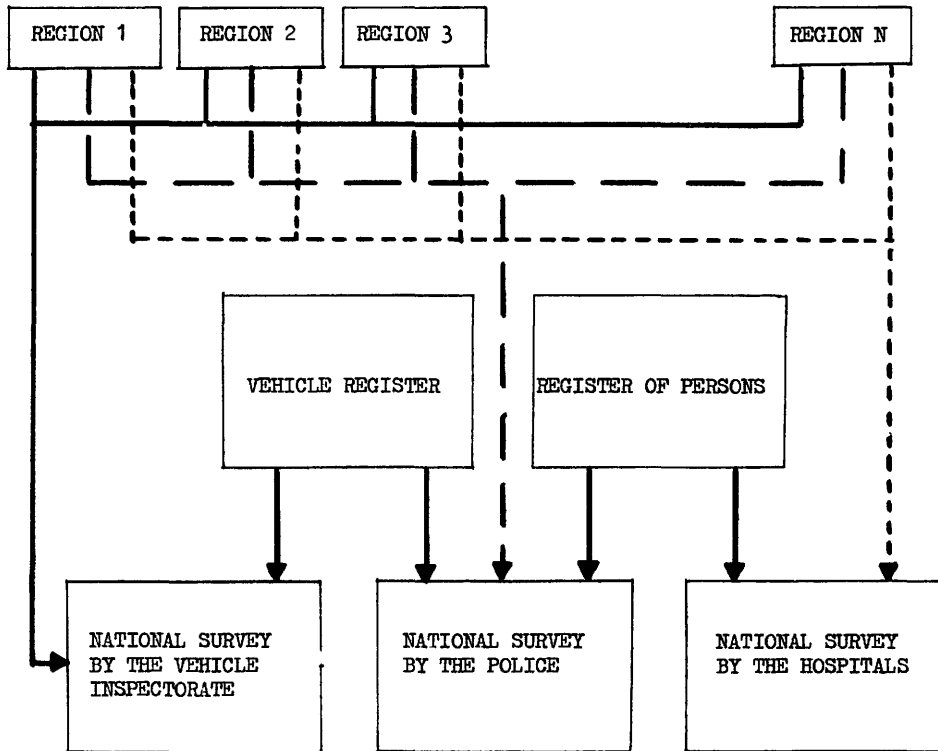 REGION 1
REGION 2
REGION 3
REGION N
VEHICLE REGISTER
REGISTER OF PERSONS
NATIONAL SURVEY
BY THE VEHICLE
INSPECTORATE
NATIONAL SURVEY
BY THE POLICE
NATIONAL SURVEY
BY THE HOSPITALS